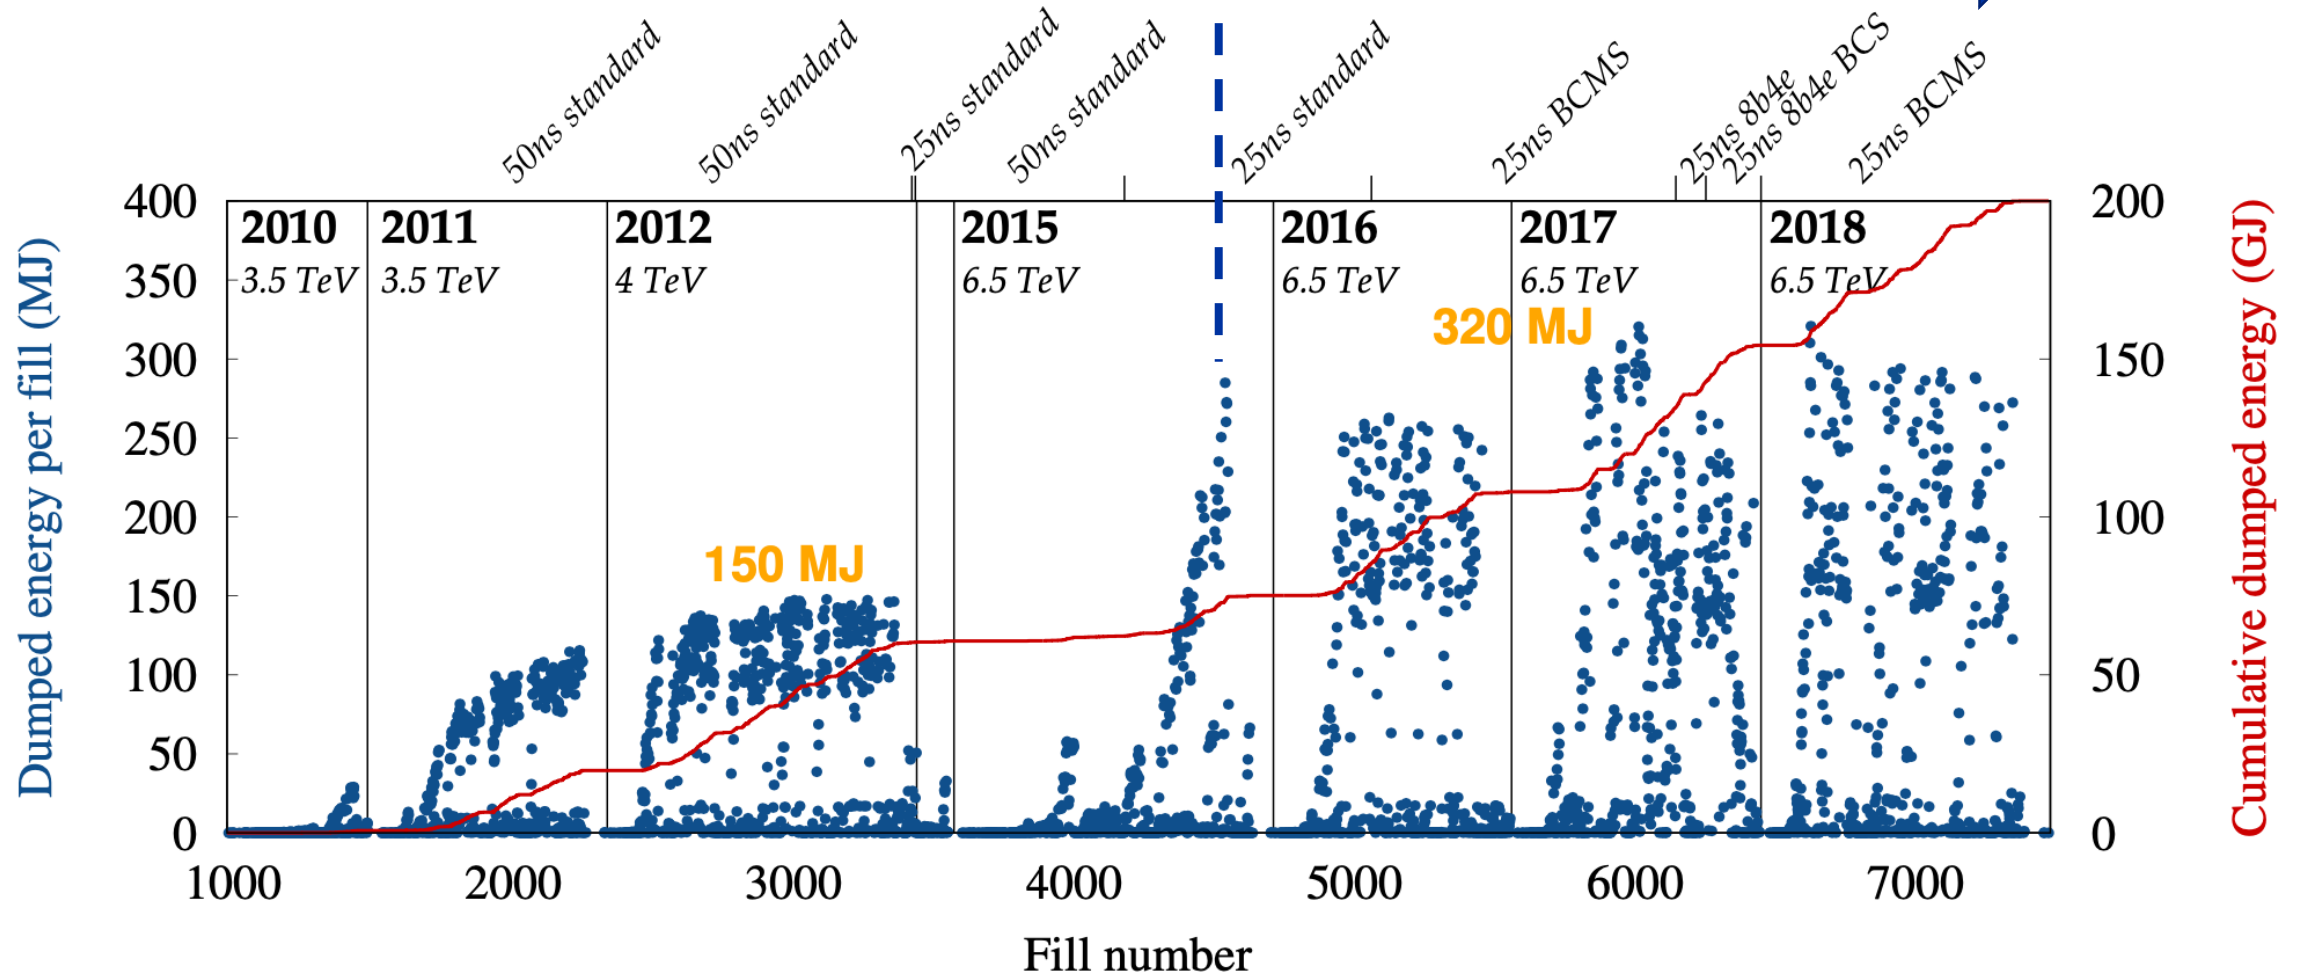 50ns standard
50ns standard
25ns standard
50ns standard
25ns standard
25ns BCMS
25ns 8b4e
25ns 8b4e BCS
25ns BCMS
Dumped energy per fill (MJ)
400
350
300
250
200
150
100
50
0
2010
3.5 TeV
2011
3.5 TeV
2012
4 TeV
2015
6.5 TeV
2016
6.5 TeV
2017
6.5 TeV
2018
6.5 TeV
320 MJ
150 MJ
200
150
100
50
0
Cumulative dumped energy (GJ)
1000 2000 3000 4000 5000 6000 7000
Fill number